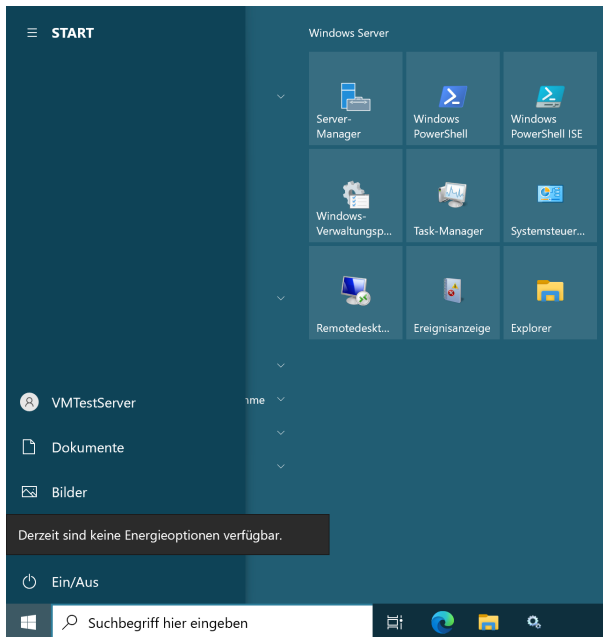 START
Windows Server
Server-
Manager
Windows
PowerShell
Windows
PowerShell ISE
Windows-
Verwaltungsp...
Task-Manager
Systemsteuer...
Remotedeskt...
Ereignisanzeige
Explorer
VMTestServer
Dokumente
Bilder
Derzeit sind keine Energieoptionen verfügbar.
Ein/Aus
Suchbegriff hier eingeben